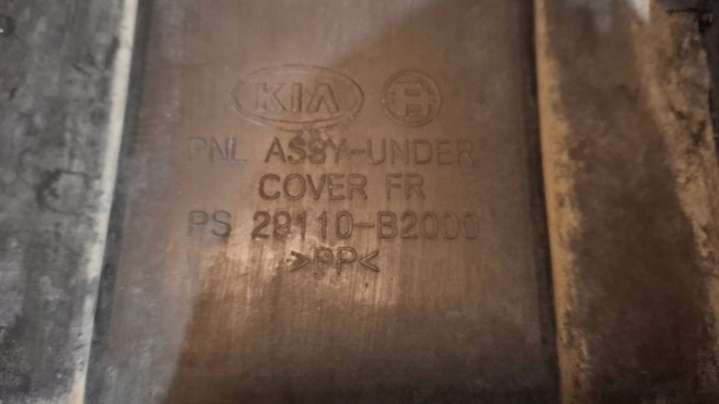 KIA
PNL ASSY-UNDER
COVER FR
PS 29110-B2000
>PP<